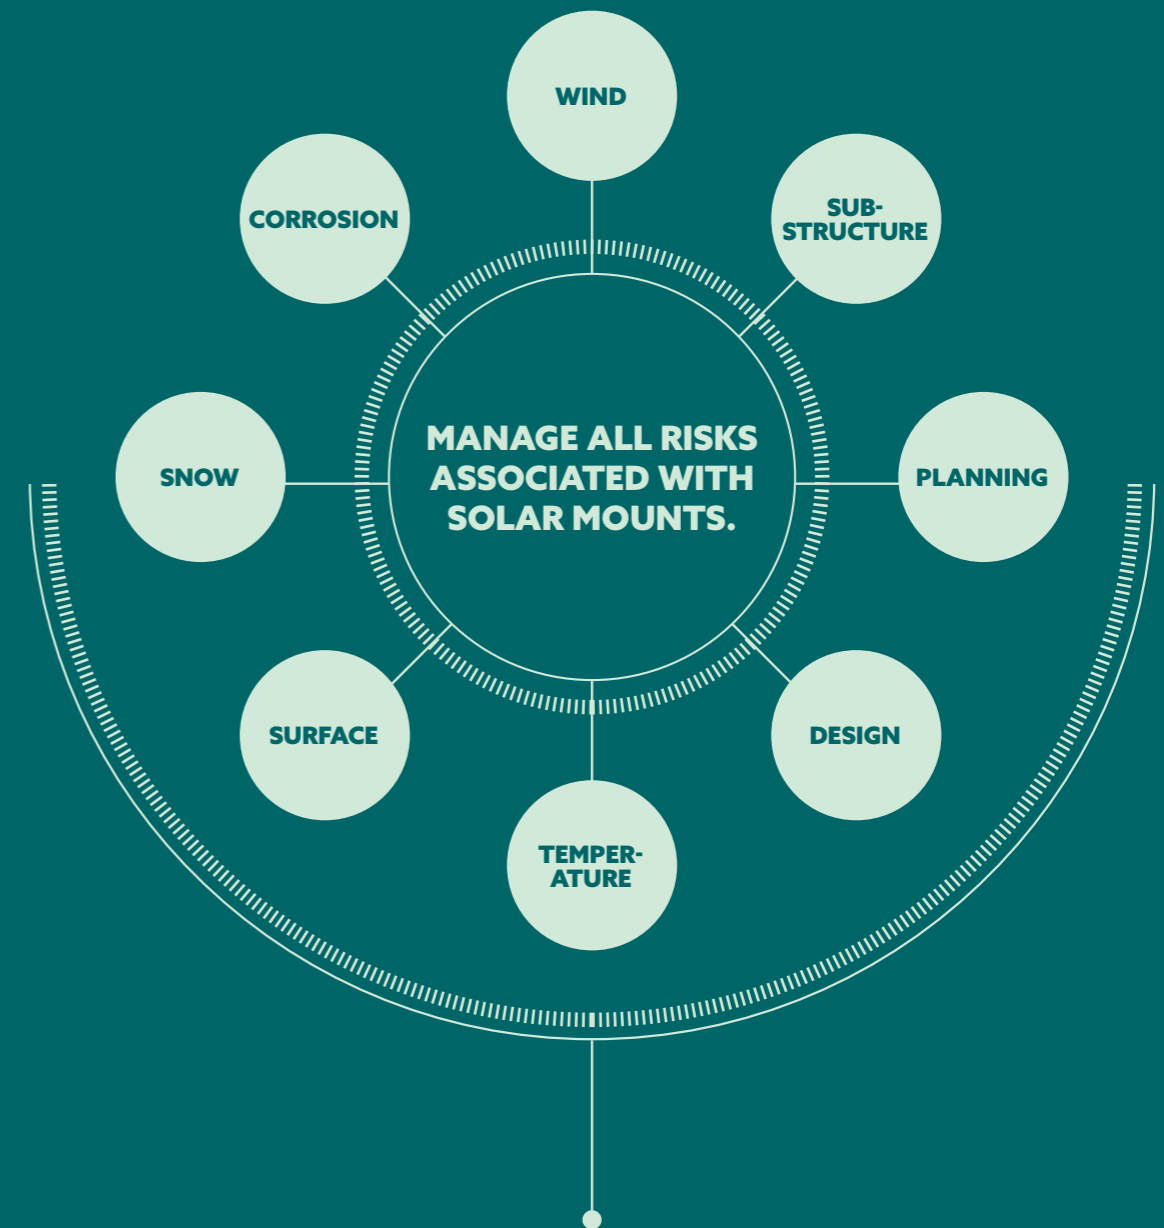 WIND
SUB-
STRUCTURE
CORROSION
PLANNING
MANAGE ALL RISKS
ASSOCIATED WITH
SOLAR MOUNTS.
SNOW
DESIGN
SURFACE
TEMPER-
ATURE